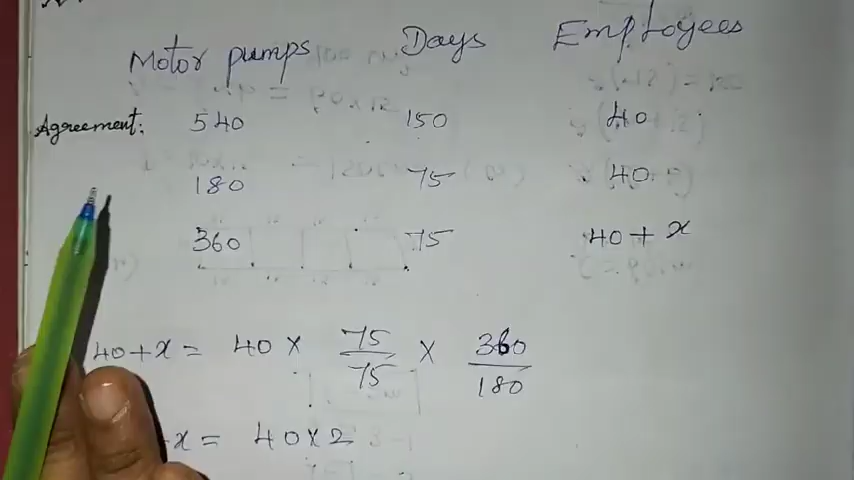 Motor pumps Days Employees
Agreement: 540 150 40
180 75 40
360 75 40 + x
40 + x = 40 × 75/75 × 360/180
x = 40 × 2